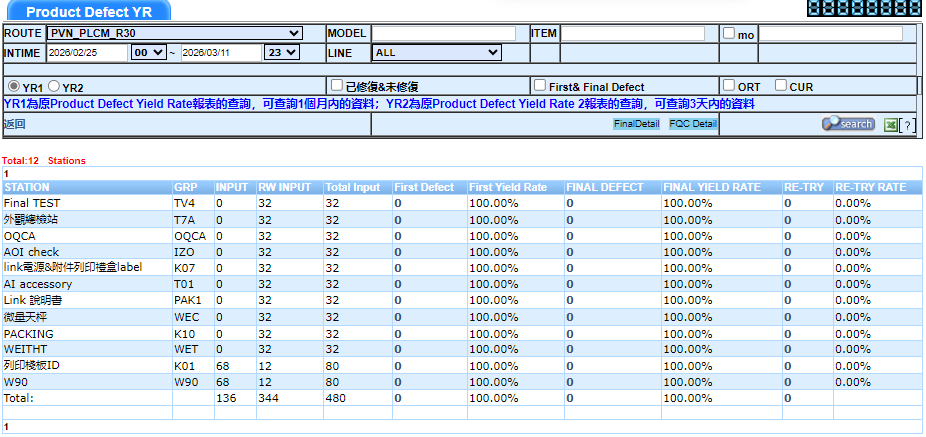 Product Defect YR
ROUTE PVN_PLCM_R30 MODEL ITEM mo
INTIME 2026/02/25 00 ~ 2026/03/11 23 LINE ALL
YR1 YR2 已修復&未修復 First& Final Defect ORT CUR
YR1為原Product Defect Yield Rate報表的查詢，可查詢1個月内的資料；YR2為原Product Defect Yield Rate 2報表的查詢，可查詢3天內的資料
返回 FinalDetail FQC Detail search [?]
Total:12 Stations
1
STATION GRP INPUT RW INPUT Total Input First Defect First Yield Rate FINAL DEFECT FINAL YIELD RATE RE-TRY RE-TRY RATE
Final TEST TV4 0 32 32 0 100.00% 0 100.00% 0 0.00%
外觀總檢站 T7A 0 32 32 0 100.00% 0 100.00% 0 0.00%
OQCA OQCA 0 32 32 0 100.00% 0 100.00% 0 0.00%
AOI check IZO 0 32 32 0 100.00% 0 100.00% 0 0.00%
link電源&附件列印禮盒label K07 0 32 32 0 100.00% 0 100.00% 0 0.00%
AI accessory T01 0 32 32 0 100.00% 0 100.00% 0 0.00%
Link 說明書 PAK1 0 32 32 0 100.00% 0 100.00% 0 0.00%
微量天枰 WEC 0 32 32 0 100.00% 0 100.00% 0 0.00%
PACKING K10 0 32 32 0 100.00% 0 100.00% 0 0.00%
WEITHT WET 0 32 32 0 100.00% 0 100.00% 0 0.00%
列印棧板ID K01 68 12 80 0 100.00% 0 100.00% 0 0.00%
W90 W90 68 12 80 0 100.00% 0 100.00% 0 0.00%
Total: 136 344 480 0 100.00% 0 100.00% 0
1